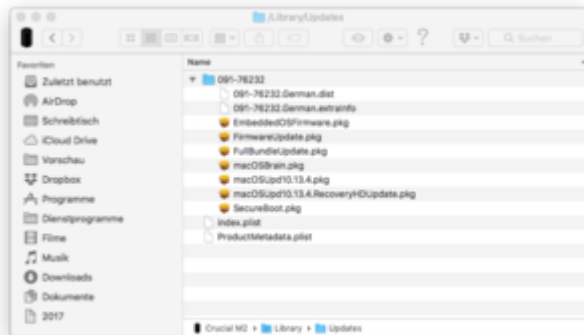 /Library/Updates
Suchen
Favoriten
Zuletzt benutzt
AirDrop
Schreibtisch
iCloud Drive
Vorschau
Dropbox
Programme
Dienstprogramme
Filme
Musik
Downloads
Dokumente
2017
Name
091-76232
091-76232.German.dist
091-76232.German.extraInfo
EmbeddedOSFirmware.pkg
FirmwareUpdate.pkg
FullBundleUpdate.pkg
macOSBrain.pkg
macOSUpd10.13.4.pkg
macOSUpd10.13.4.RecoveryHDUpdate.pkg
SecureBoot.pkg
index.plist
ProductMetadata.plist
Crucial M2 Library Updates